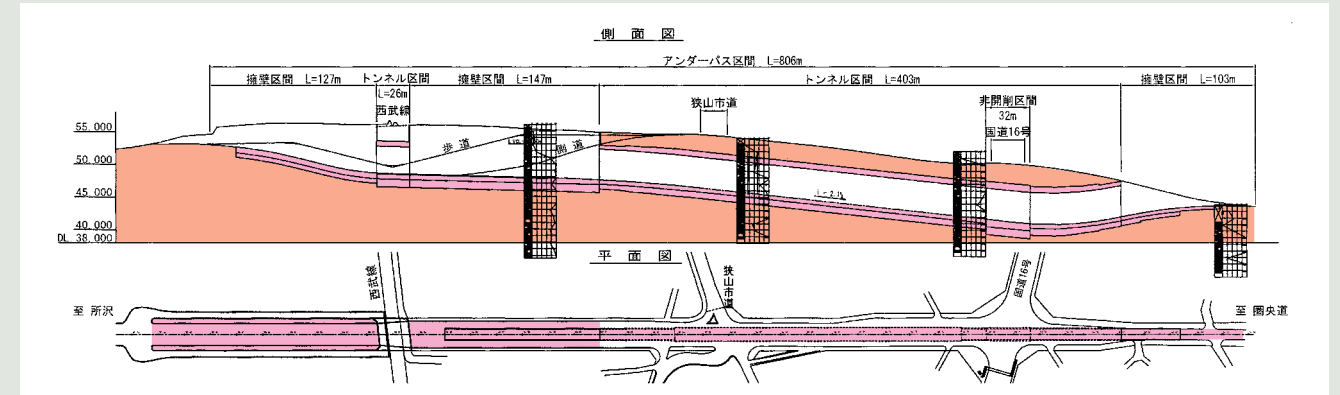 側面図
アンダーパス区間 L=806m
擁壁区間 L=127m
トンネル区間
L=26m
西武線
擁壁区間 L=147m
トンネル区間 L=403m
擁壁区間 L=103m
狭山市道
非開削区間
32m
国道16号
55.000
50.000
45.000
40.000
DL 38.000
歩道
側道
平面図
西武線
狭山市道
国道16号
至 所沢
至 圏央道